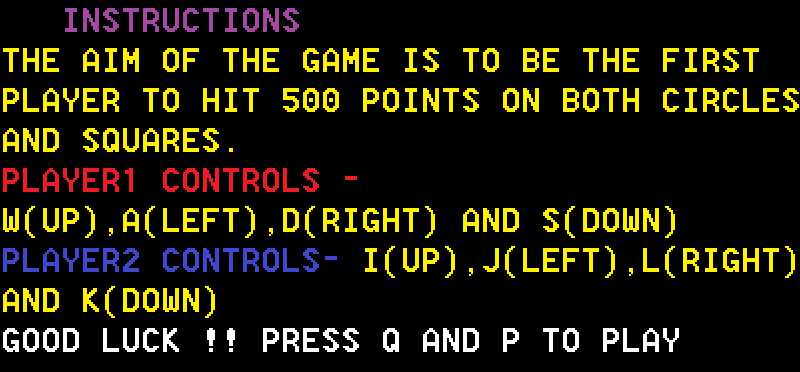 INSTRUCTIONS
THE AIM OF THE GAME IS TO BE THE FIRST
PLAYER TO HIT 500 POINTS ON BOTH CIRCLES
AND SQUARES.
PLAYER1 CONTROLS -
W(UP),A(LEFT),D(RIGHT) AND S(DOWN)
PLAYER2 CONTROLS- I(UP),J(LEFT),L(RIGHT)
AND K(DOWN)
GOOD LUCK !! PRESS Q AND P TO PLAY